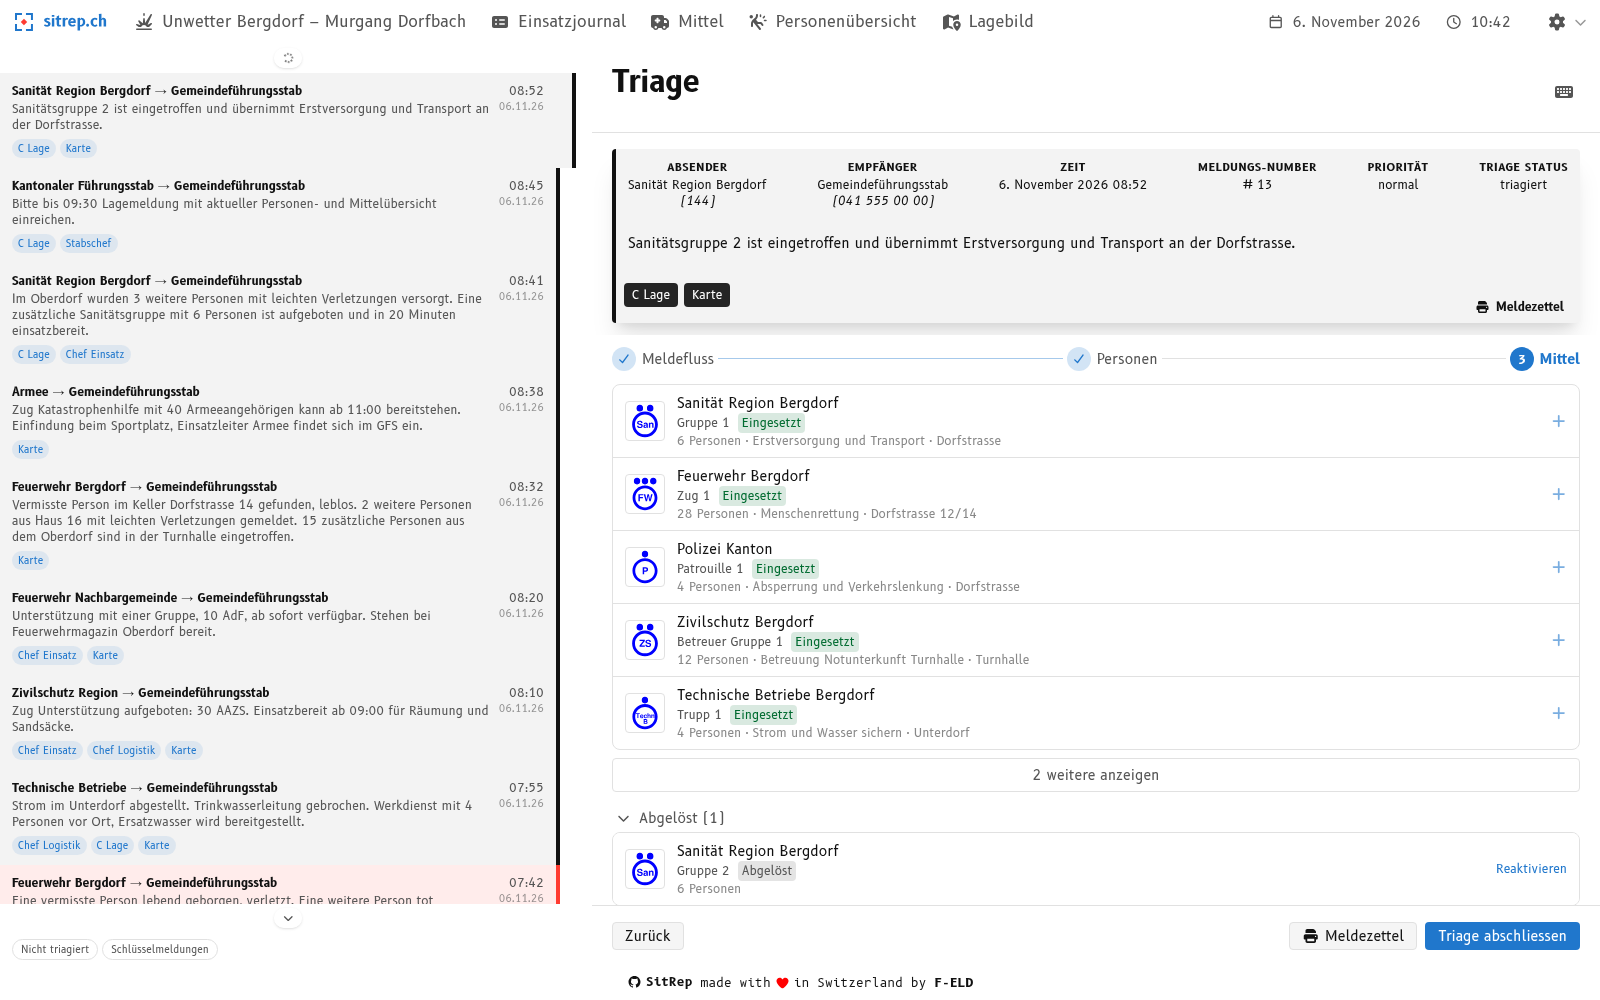 sitrep.ch
Unwetter Bergdorf – Murgang Dorfbach
Einsatzjournal
Mittel
Personenübersicht
Lagebild
6. November 2026
10:42
Sanität Region Bergdorf → Gemeindeführungsstab
08:52
Sanitätsgruppe 2 ist eingetroffen und übernimmt Erstversorgung und Transport an
06.11.26
der Dorfstrasse.
C Lage
Karte
Kantonaler Führungsstab → Gemeindeführungsstab
08:45
Bitte bis 09:30 Lagemeldung mit aktueller Personen- und Mittelübersicht
06.11.26
einreichen.
C Lage
Stabschef
Sanität Region Bergdorf → Gemeindeführungsstab
08:41
Im Oberdorf wurden 3 weitere Personen mit leichten Verletzungen versorgt. Eine
06.11.26
zusätzliche Sanitätsgruppe mit 6 Personen ist aufgeboten und in 20 Minuten
einsatzbereit.
C Lage
Chef Einsatz
Armee → Gemeindeführungsstab
08:38
Zug Katastrophenhilfe mit 40 Armeeangehörigen kann ab 11:00 bereitstehen.
06.11.26
Einfindung beim Sportplatz, Einsatzleiter Armee findet sich im GFS ein.
Karte
Feuerwehr Bergdorf → Gemeindeführungsstab
08:32
Vermisste Person im Keller Dorfstrasse 14 gefunden, leblos. 2 weitere Personen
06.11.26
aus Haus 16 mit leichten Verletzungen gemeldet. 15 zusätzliche Personen aus
dem Oberdorf sind in der Turnhalle eingetroffen.
Karte
Feuerwehr Nachbargemeinde → Gemeindeführungsstab
08:20
Unterstützung mit einer Gruppe, 10 AdF, ab sofort verfügbar. Stehen bei
06.11.26
Feuerwehrmagazin Oberdorf bereit.
Chef Einsatz
Karte
Zivilschutz Region → Gemeindeführungsstab
08:10
Zug Unterstützung aufgeboten: 30 AAZS. Einsatzbereit ab 09:00 für Räumung und
06.11.26
Sandsäcke.
Chef Einsatz
Chef Logistik
Karte
Technische Betriebe → Gemeindeführungsstab
07:55
Strom im Unterdorf abgestellt. Trinkwasserleitung gebrochen. Werkdienst mit 4
06.11.26
Personen vor Ort, Ersatzwasser wird bereitgestellt.
Chef Logistik
C Lage
Karte
Feuerwehr Bergdorf → Gemeindeführungsstab
07:42
Eine vermisste Person lebend geborgen, verletzt. Eine weitere Person tot
06.11.26
Nicht triagiert
Schlüsselmeldungen
Triage
ABSENDER
Sanität Region Bergdorf
[144]
EMPFÄNGER
Gemeindeführungsstab
[041 555 00 00]
ZEIT
6. November 2026 08:52
MELDUNGS-NUMBER
# 13
PRIORITÄT
normal
TRIAGE STATUS
triagiert
Sanitätsgruppe 2 ist eingetroffen und übernimmt Erstversorgung und Transport an der Dorfstrasse.
C Lage
Karte
Meldezettel
Meldefluss
Personen
3 Mittel
San
Sanität Region Bergdorf
Gruppe 1 Eingesetzt
6 Personen · Erstversorgung und Transport · Dorfstrasse
FW
Feuerwehr Bergdorf
Zug 1 Eingesetzt
28 Personen · Menschenrettung · Dorfstrasse 12/14
P
Polizei Kanton
Patrouille 1 Eingesetzt
4 Personen · Absperrung und Verkehrslenkung · Dorfstrasse
ZS
Zivilschutz Bergdorf
Betreuer Gruppe 1 Eingesetzt
12 Personen · Betreuung Notunterkunft Turnhalle · Turnhalle
Techn
B
Technische Betriebe Bergdorf
Trupp 1 Eingesetzt
4 Personen · Strom und Wasser sichern · Unterdorf
2 weitere anzeigen
Abgelöst [1]
San
Sanität Region Bergdorf
Gruppe 2 Abgelöst
6 Personen
Reaktivieren
Zurück
Meldezettel
Triage abschliessen
SitRep made with ❤ in Switzerland by F-ELD